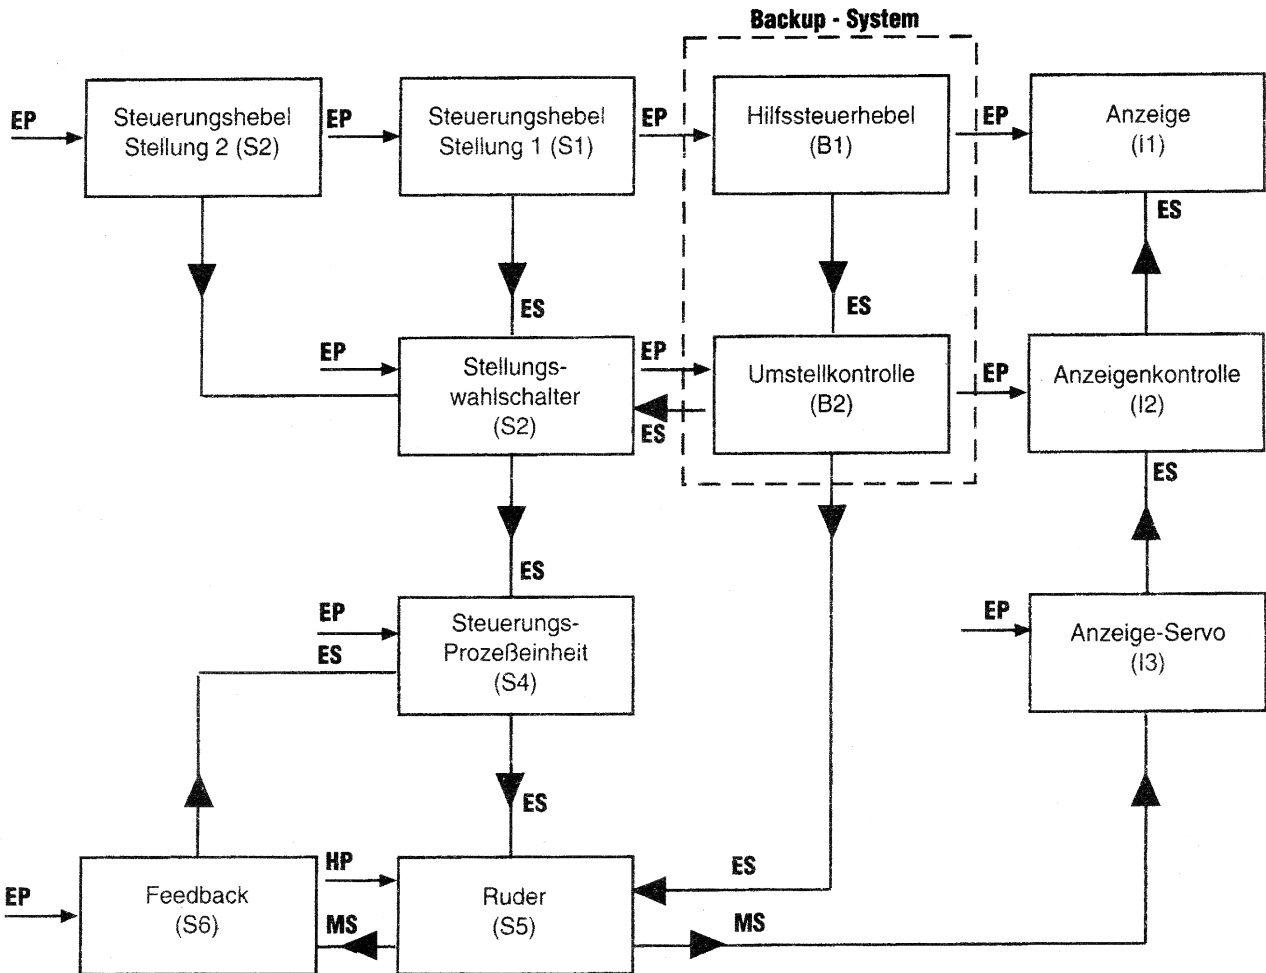 Backup - System
EP
Steuerungshebel
Stellung 2 (S2)
EP
Steuerungshebel
Stellung 1 (S1)
EP
Hilfssteuerhebel
(B1)
EP
Anzeige
(I1)
ES
ES
ES
EP
Stellungs-
wahlschalter
(S2)
EP
ES
Umstellkontrolle
(B2)
EP
Anzeigenkontrolle
(I2)
ES
ES
EP
ES
Steuerungs-
Prozeßeinheit
(S4)
EP
Anzeige-Servo
(I3)
ES
EP
Feedback
(S6)
HP
MS
Ruder
(S5)
ES
MS